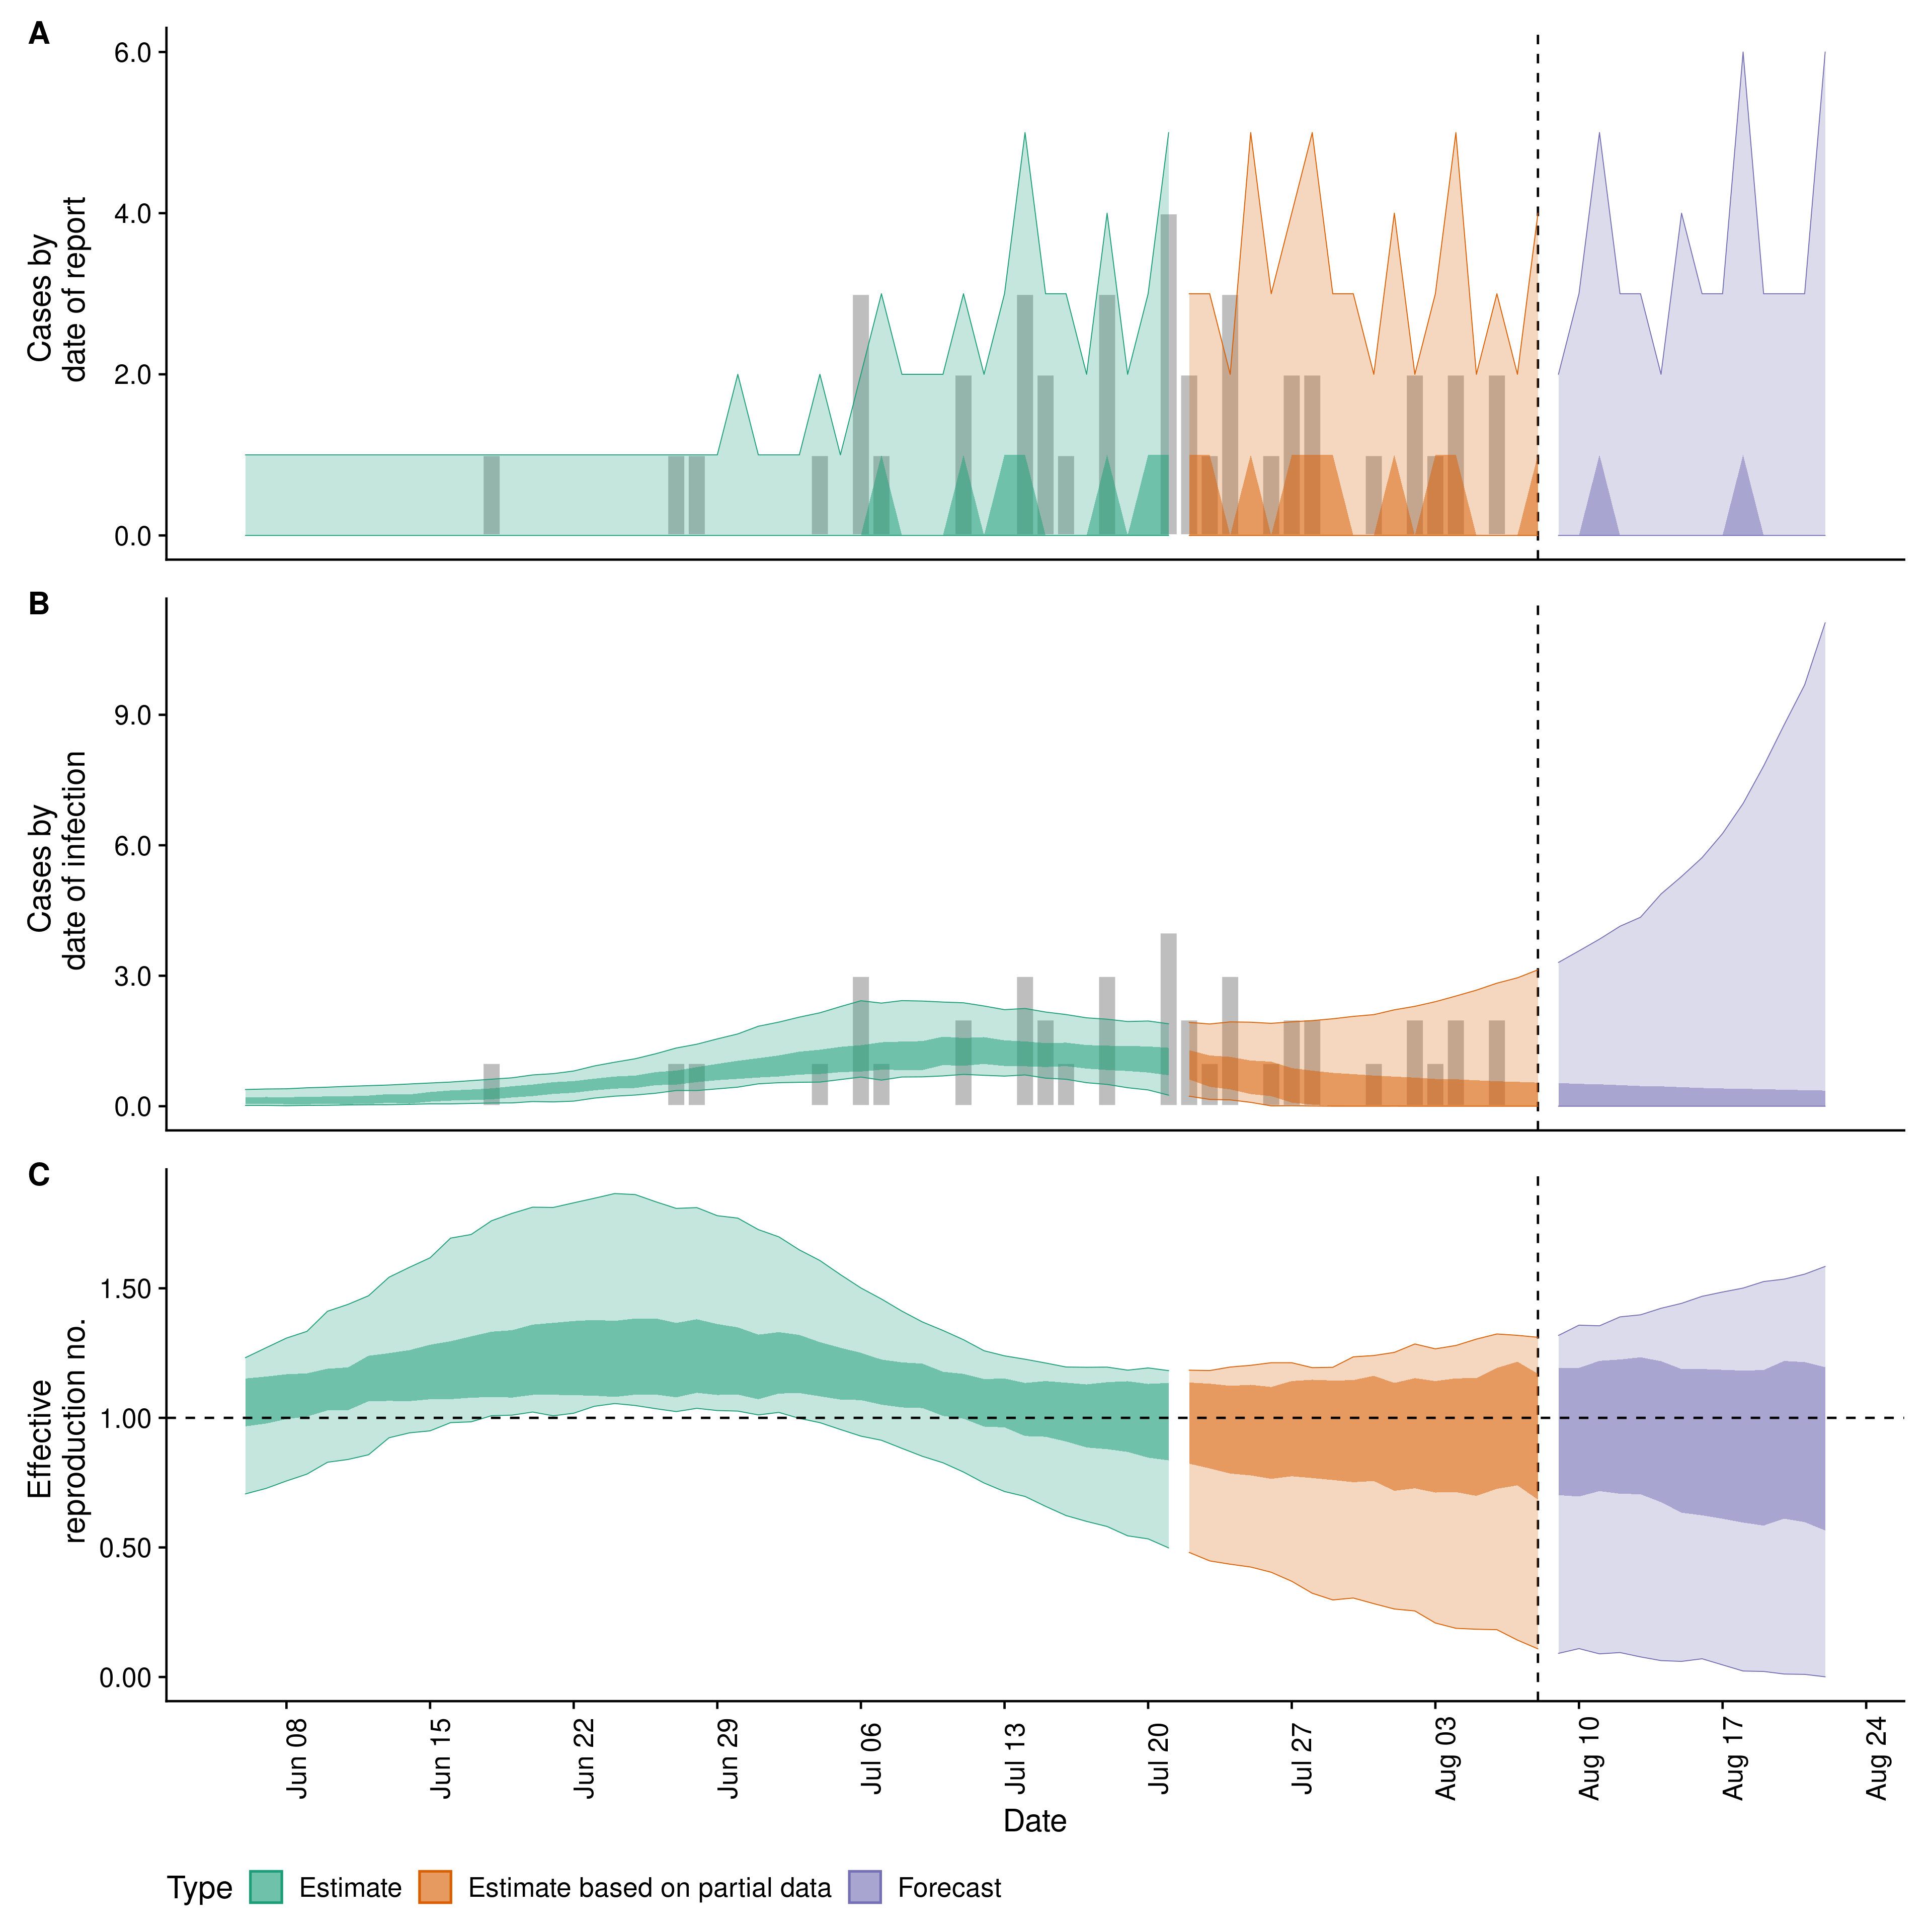 A
6.0
4.0
2.0
0.0
Cases by
date of report
B
9.0
6.0
3.0
0.0
Cases by
date of infection
C
1.50
1.00
0.50
0.00
Effective
reproduction no.
Jun 08
Jun 15
Jun 22
Jun 29
Jul 06
Jul 13
Jul 20
Jul 27
Aug 03
Aug 10
Aug 17
Aug 24
Date
Type Estimate Estimate based on partial data Forecast